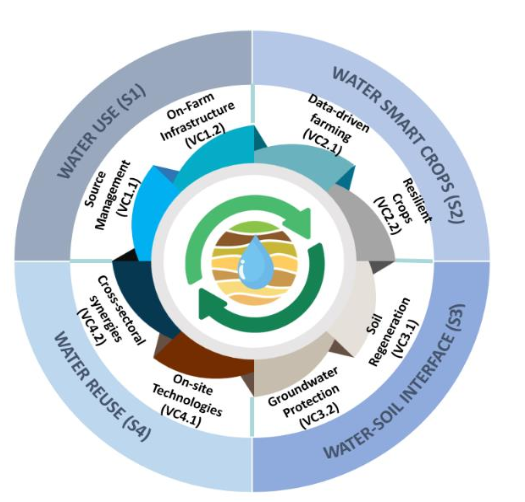 WATER USE (S1)
On-Farm
Infrastructure
(VC1.2)
Source
Management
(VC1.1)
WATER SMART CROPS (S2)
Data-driven
farming
(VC2.1)
Resilient
Crops
(VC2.2)
WATER-SOIL INTERFACE (S3)
Soil
Regeneration
(VC3.1)
Groundwater
Protection
(VC3.2)
WATER REUSE (S4)
On-site
Technologies
(VC4.1)
Cross-sectoral
synergies
(VC4.2)